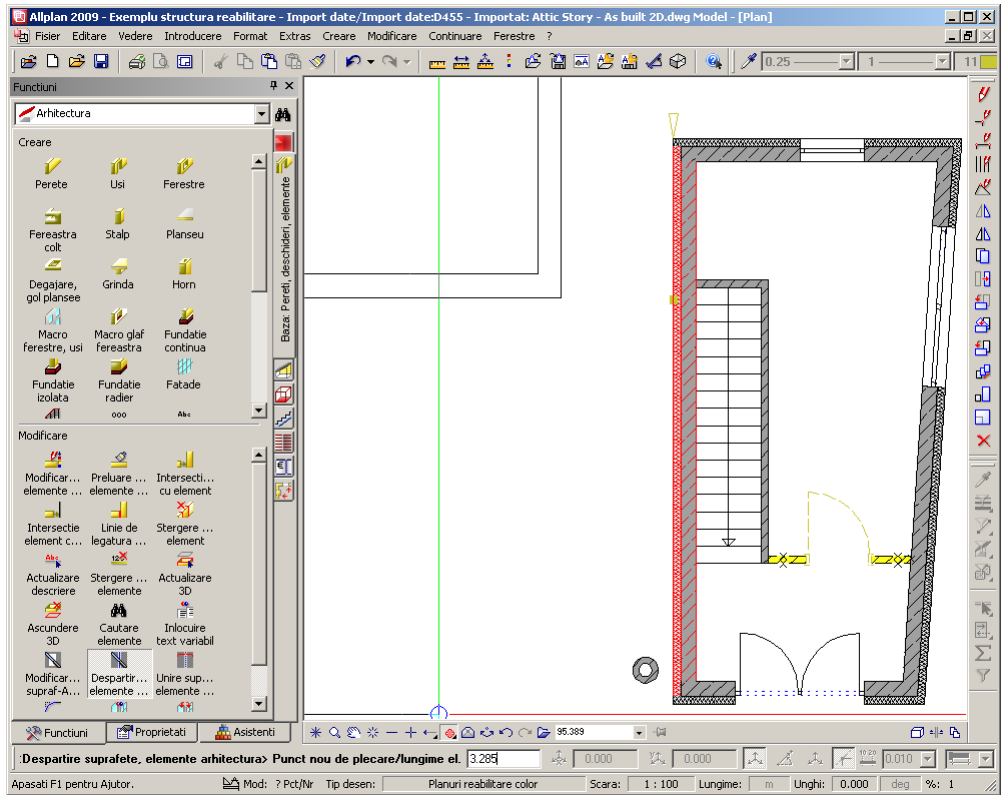 Allplan 2009 - Exemplu structura reabilitare - Import date/Import date:D455 - Importat: Attic Story - As built 2D.dwg Model - [Plan]
Fisier Editare Vedere Introducere Format Extras Creare Modificare Continuare Ferestre ?
0.25 1 11
Functiuni
Arhitectura
Creare
Perete Usi Ferestre
Fereastra colt Stalp Planseu
Degajare, gol plansee Grinda Horn
Macro ferestre, usi Macro glaf fereastra Fundatie continua
Fundatie izolata Fundatie radier Fatade
Abc
Baza: Pereti, deschideri, elemente
Modificare
Modificar... elemente ... Preluare ... elemente ... Intersecti... cu element
Intersectie element c... Linie de legatura ... Stergere ... element
Abc 123
Actualizare descriere Stergere ... elemente Actualizare 3D
Ascundere 3D Cautare elemente Inlocuire text variabil
Modificar... supraf-A... Despartir... elemente ... Unire sup... elemente ...
Functiuni Proprietati Asistenti
95.389
:Despartire suprafete, elemente arhitectura> Punct nou de plecare/lungime el. 3.285 0.000 0.000 10 20 0.010
Apasati F1 pentru Ajutor. Mod: ? Pct/Nr Tip desen: Planuri reabilitare color Scara: 1 : 100 Lungime: m Unghi: 0.000 deg %: 1